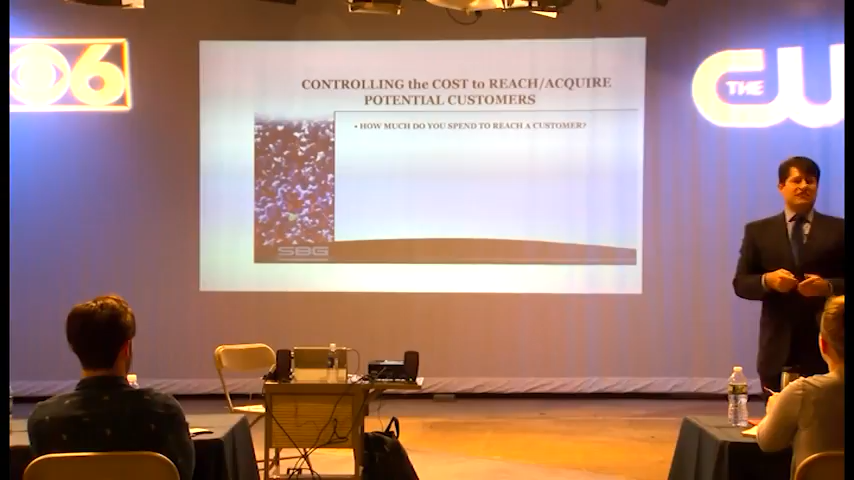 6
THE CW
CONTROLLING the COST to REACH/ACQUIRE
POTENTIAL CUSTOMERS
• HOW MUCH DO YOU SPEND TO REACH A CUSTOMER?
SBG